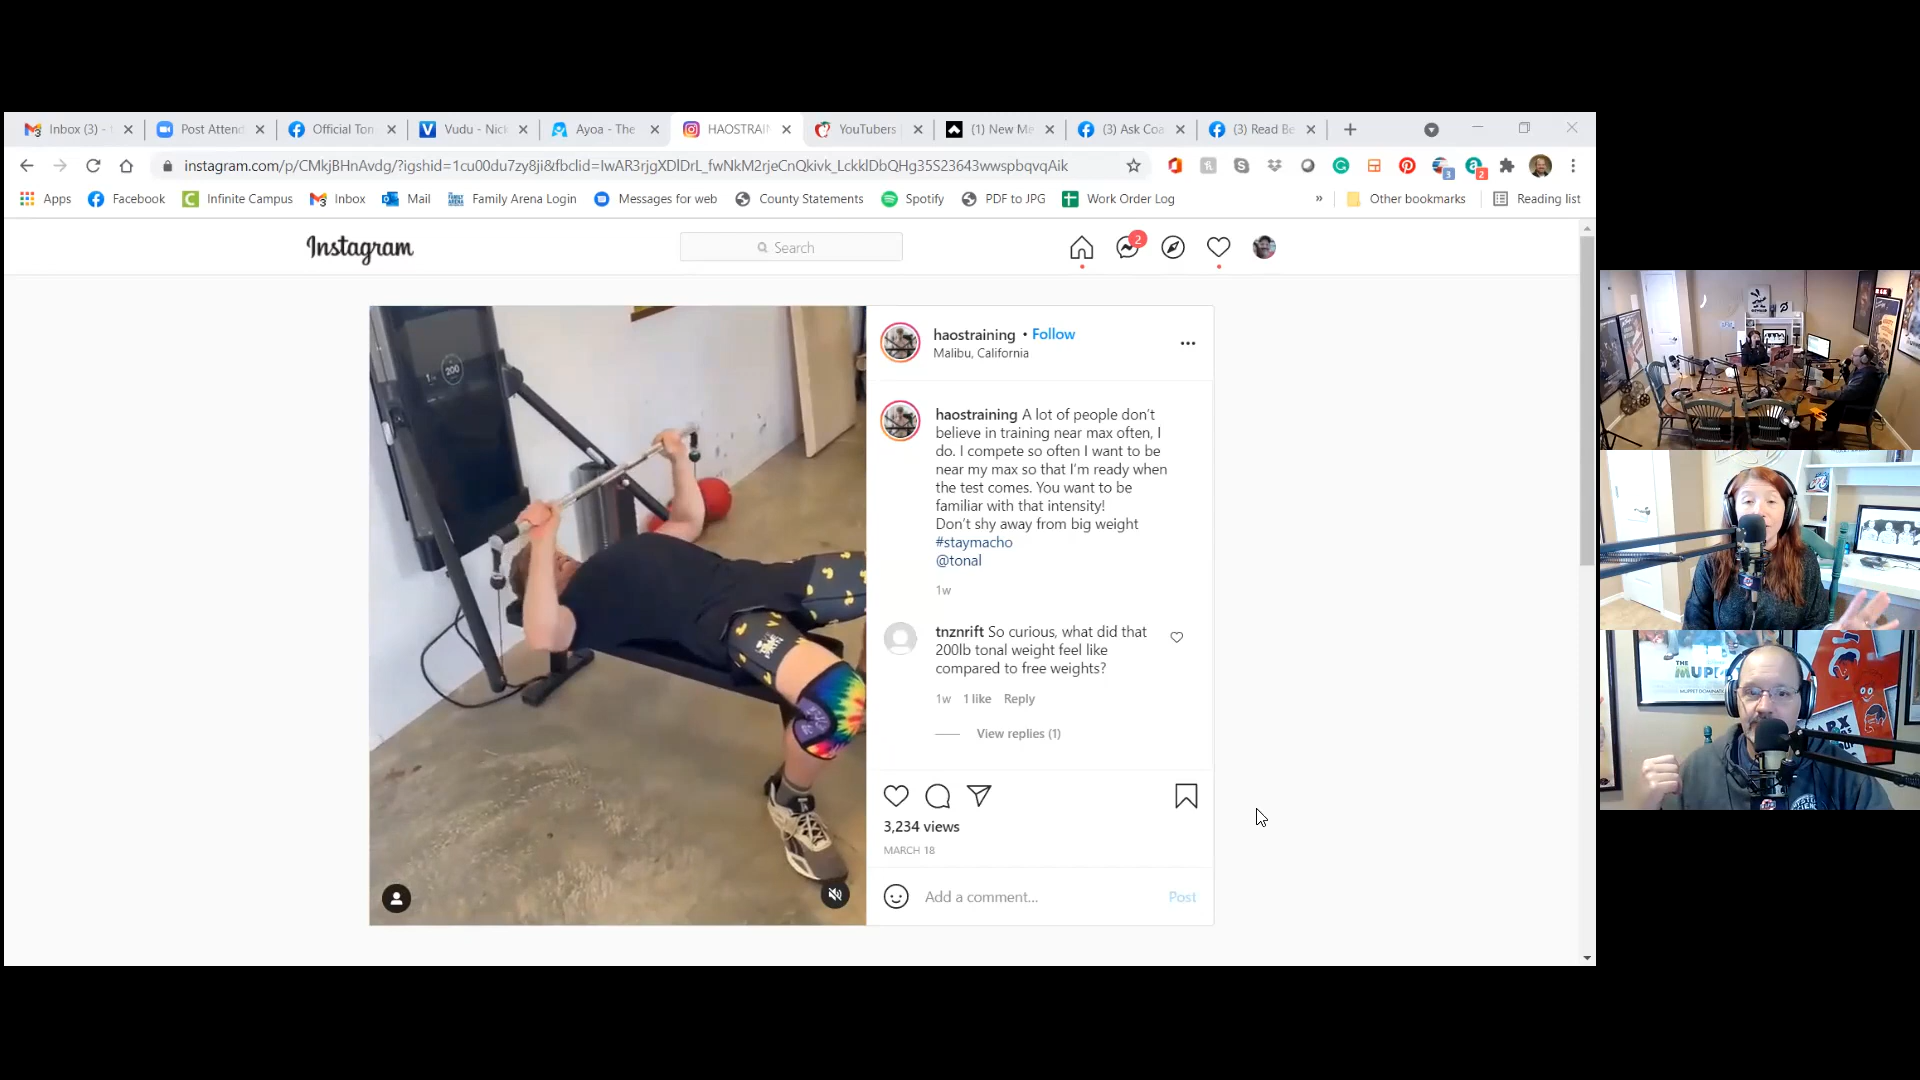 Inbox (3) -
Post Attend
Official Ton
Vudu - Nick
Ayoa - The
HAOSTRAIN
YouTubers
(1) New Me
(3) Ask Coa
(3) Read Be
instagram.com/p/CMkjBHnAvdg/?igshid=1cu00du7zy8ji&fbclid=IwAR3rjgXDlDrL_fwNkM2rjeCnQkivk_LckklDbQHg35S23643wwspbqvqAik
3
2
Apps
Facebook
Infinite Campus
Inbox
Mail
Family Arena Login
Messages for web
County Statements
Spotify
PDF to JPG
Work Order Log
»
Other bookmarks
Reading list
Instagram
Search
2
200
haostraining • Follow
Malibu, California
haostraining A lot of people don't
believe in training near max often, I
do. I compete so often I want to be
near my max so that I'm ready when
the test comes. You want to be
familiar with that intensity!
Don't shy away from big weight
#staymacho
@tonal
1w
tnznrift So curious, what did that
200lb tonal weight feel like
compared to free weights?
1w 1 like Reply
View replies (1)
3,234 views
MARCH 18
Add a comment...
Post
THE
MUPPET